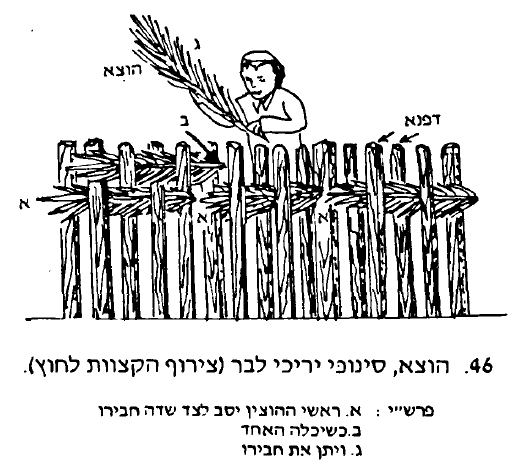 ג
הוצא
ב
דפנא
א
א
א
46. הוצא, סינופי יריכי לבר (צירוף הקצוות לחוץ).
פרש״י : א. ראשי ההוצין יסב לצד שדה חבירו
ב. כשיכלה האחד
ג. ויתן את חבירו